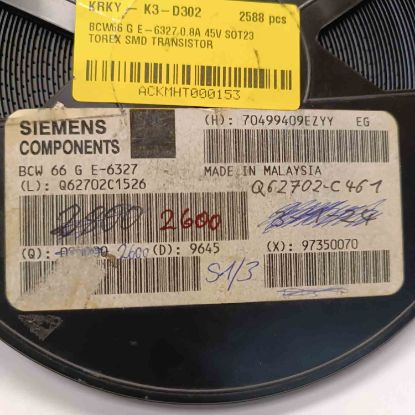 KRKY - K3-D302 2588 pcs
BCW66 G E-6327.0.8A 45V SOT23
TOREX SMD TRANSISTOR
ACKMHT000153
SIEMENS
COMPONENTS
(H): 70499409EZYY EG
BCW 66 G E-6327 MADE IN MALAYSIA
(L): Q62702C1526 Q62702-C461
2600
(Q): 2600 (D): 9645 (X): 97350070
S1/3